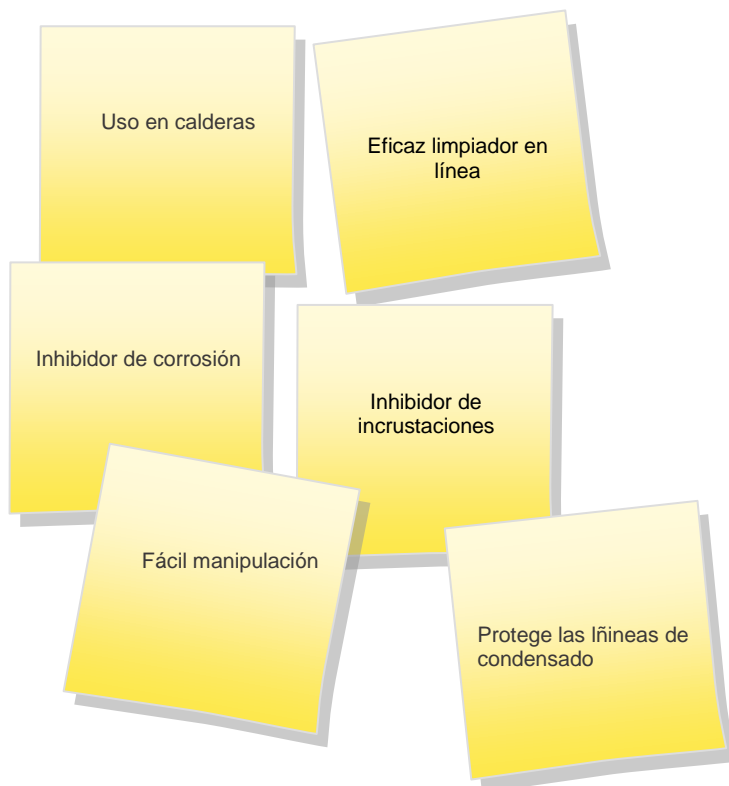 Uso en calderas
Eficaz limpiador en
línea
Inhibidor de corrosión
Inhibidor de
incrustaciones
Fácil manipulación
Protege las lñineas de
condensado